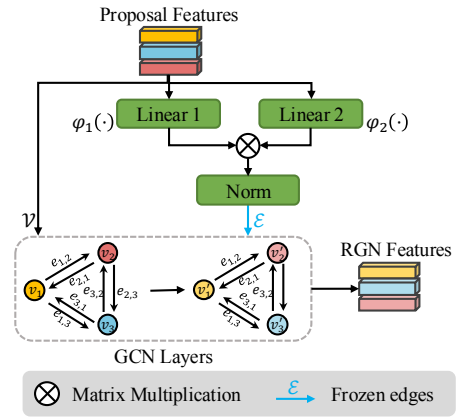 Proposal Features
φ₁(·) Linear 1 Linear 2 φ₂(·)
Norm
𝒱 ℰ
v₁ v₂ v₃ e₁,₂ e₂,₁ e₃,₂ e₂,₃ e₃,₁ e₁,₃
v′₁ v′₂ v′₃ e₁,₂ e₂,₁ e₃,₂ e₂,₃ e₃,₁ e₁,₃
RGN Features
GCN Layers
Matrix Multiplication ℰ Frozen edges